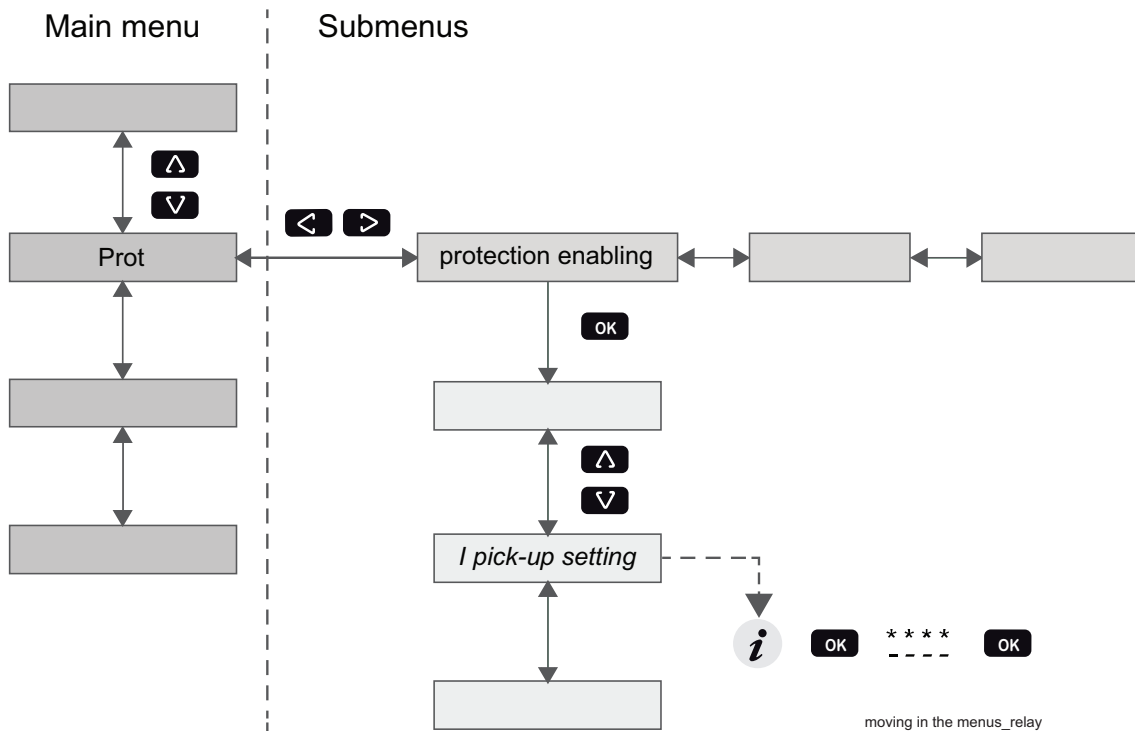 Main menu
Submenus
Prot
protection enabling
OK
I pick-up setting
i
OK
* * * *
- - - -
OK
moving in the menus_relay